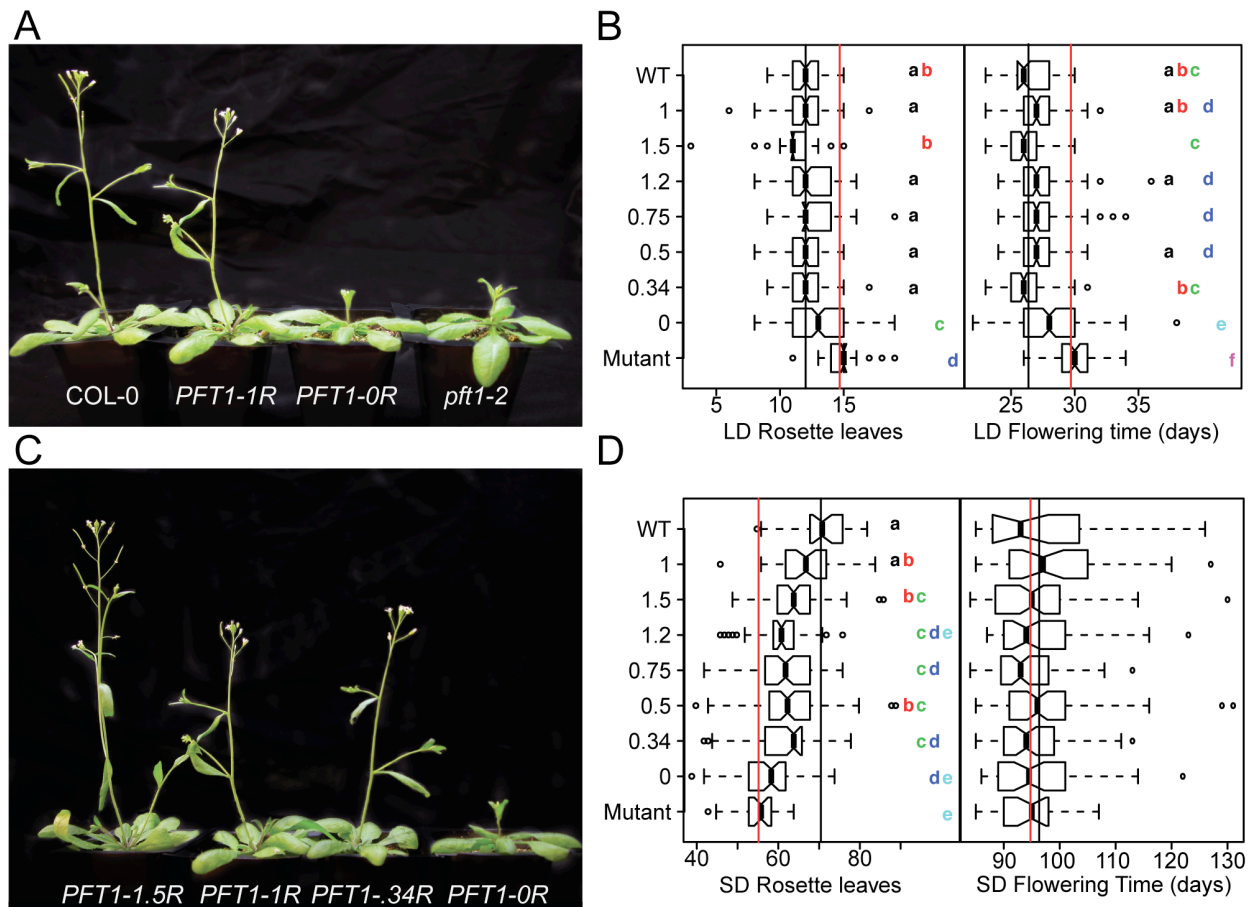 A
COL-0 PFT1-1R PFT1-0R pft1-2
B
WT a b a b c
1 a a b d
1.5 b c
1.2 a a d
0.75 a d
0.5 a a d
0.34 a b c
0 c e
Mutant d f
5 10 15 25 30 35
LD Rosette leaves LD Flowering time (days)
C
PFT1-1.5R PFT1-1R PFT1-.34R PFT1-0R
D
WT a
1 a b
1.5 b c
1.2 c d e
0.75 c d
0.5 b c
0.34 c d
0 d e
Mutant e
40 60 80 90 100 110 120 130
SD Rosette leaves SD Flowering Time (days)